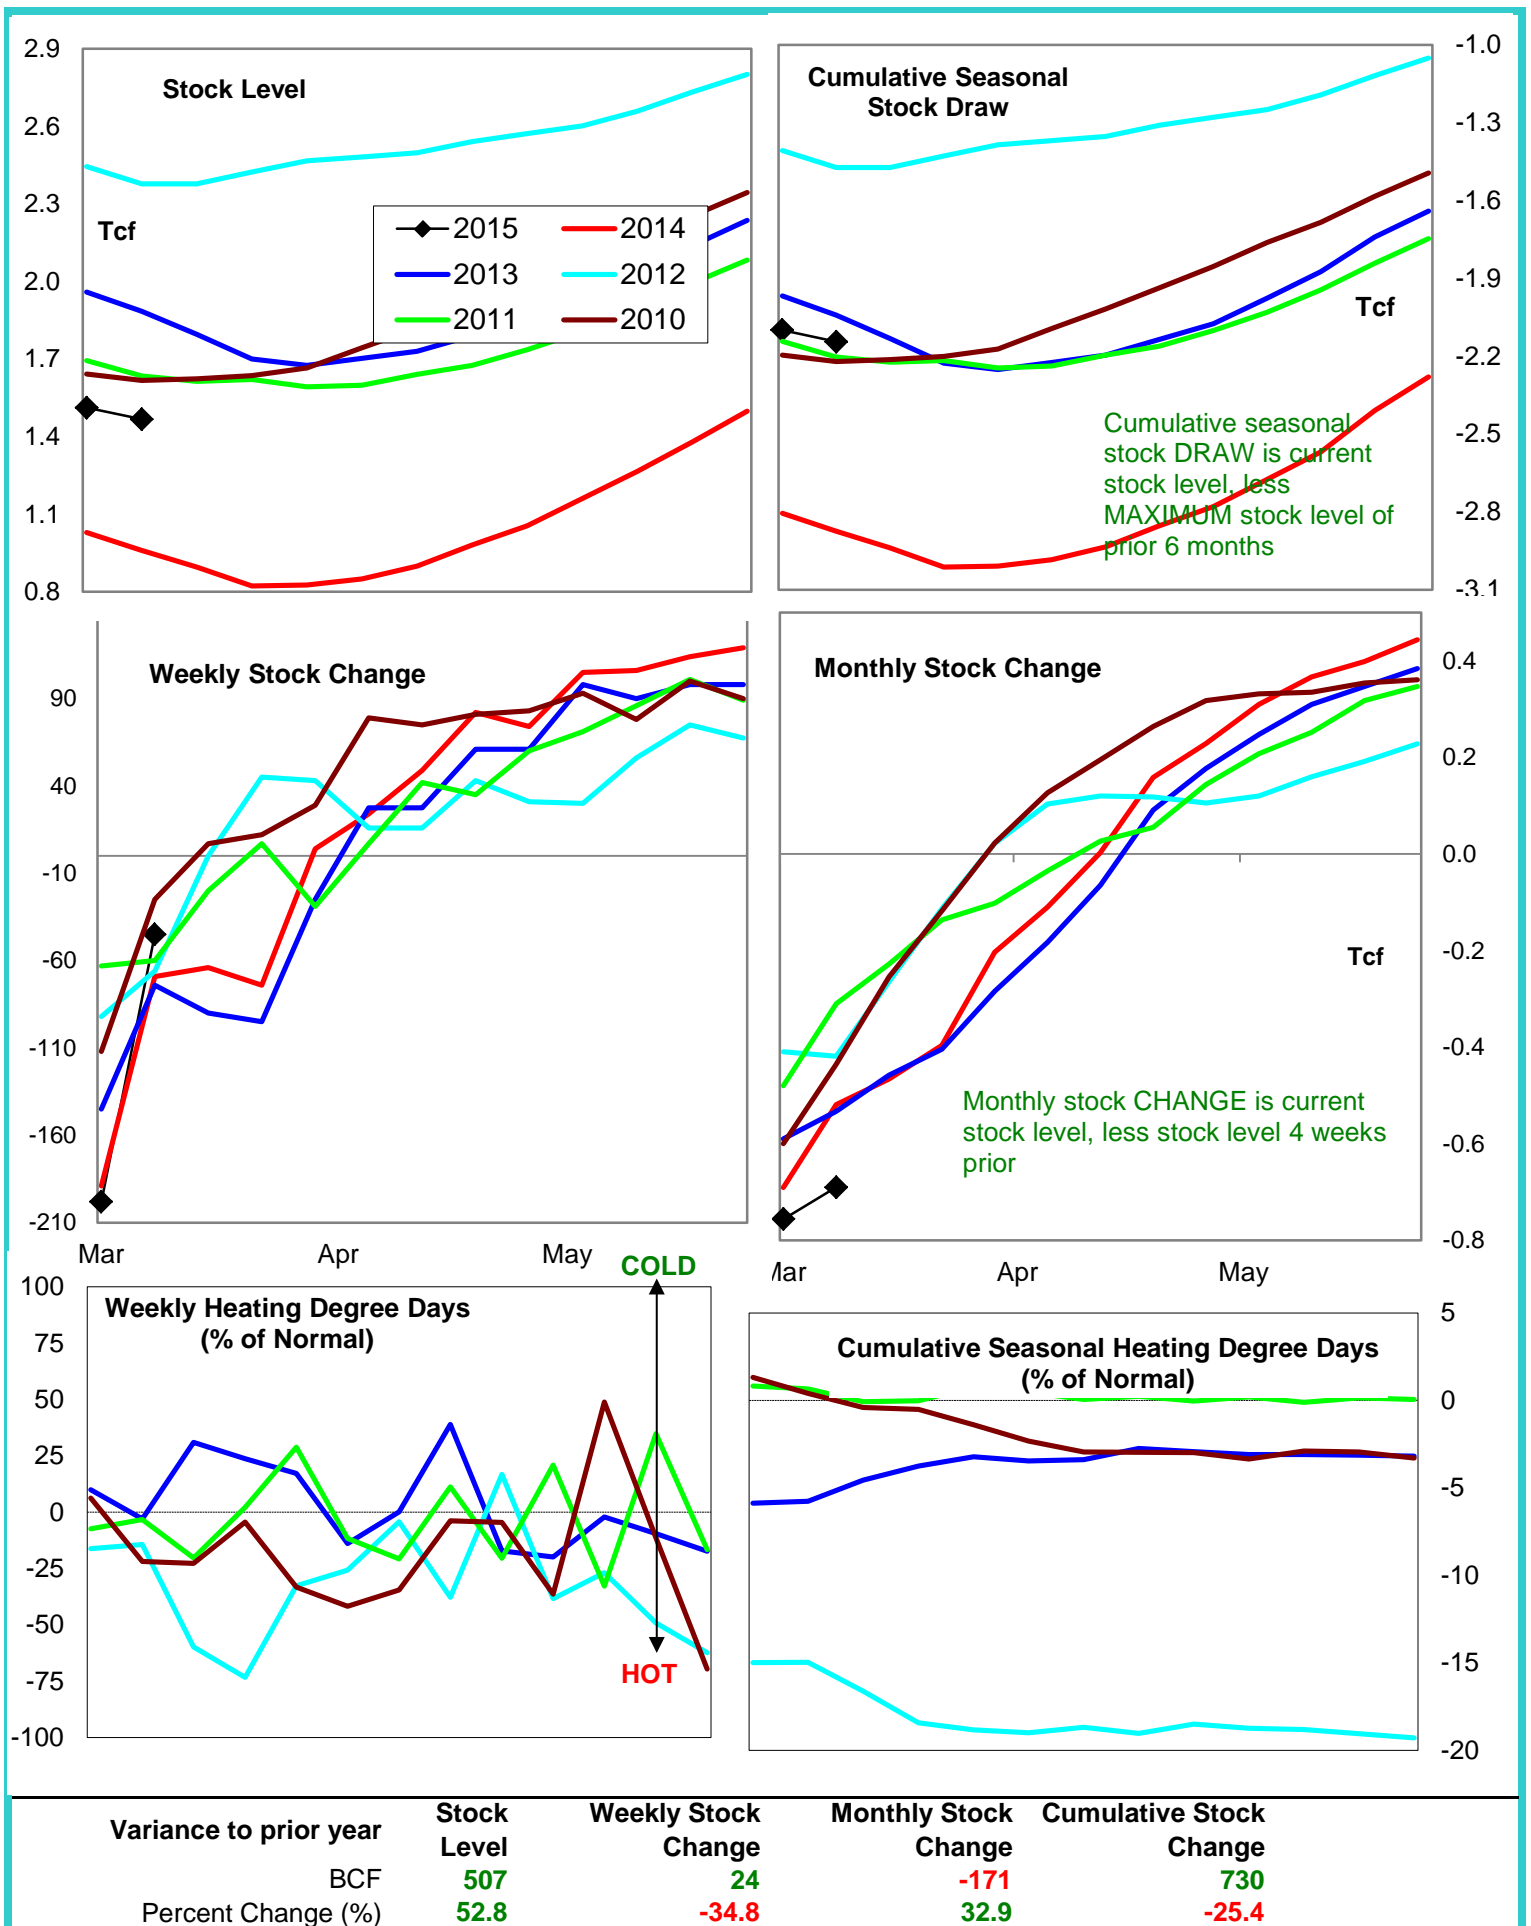 Stock Level
2.9
2.6
2.3
2.0
1.7
1.4
1.1
0.8
Tcf
2015
2014
2013
2012
2011
2010
Cumulative Seasonal
Stock Draw
-1.0
-1.3
-1.6
-1.9
-2.2
-2.5
-2.8
-3.1
Tcf
Cumulative seasonal
stock DRAW is current
stock level, less
MAXIMUM stock level of
prior 6 months
Weekly Stock Change
90
40
-10
-60
-110
-160
-210
Mar
Apr
May
Monthly Stock Change
0.4
0.2
0.0
-0.2
-0.4
-0.6
-0.8
Tcf
Monthly stock CHANGE is current
stock level, less stock level 4 weeks
prior
Mar
Apr
May
Weekly Heating Degree Days
(% of Normal)
COLD
HOT
100
75
50
25
0
-25
-50
-75
-100
Cumulative Seasonal Heating Degree Days
(% of Normal)
5
0
-5
-10
-15
-20
Variance to prior year
Stock
Level
Weekly Stock
Change
Monthly Stock
Change
Cumulative Stock
Change
BCF 507 24 -171 730
Percent Change (%) 52.8 -34.8 32.9 -25.4